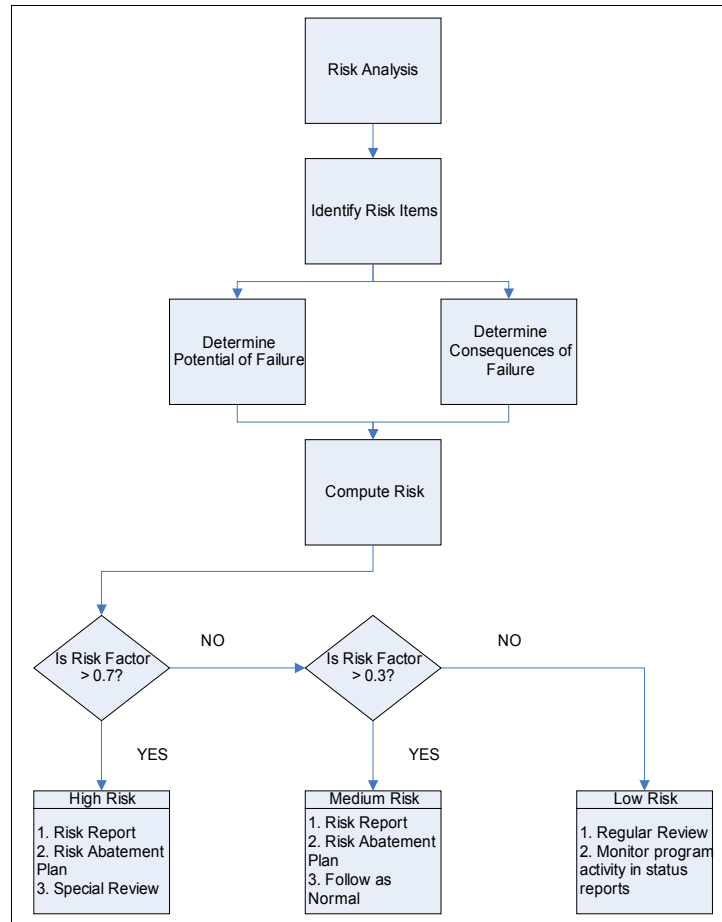 Risk Analysis
Identify Risk Items
Determine
Potential of Failure
Determine
Consequences of
Failure
Compute Risk
Is Risk Factor
> 0.7?
NO
Is Risk Factor
> 0.3?
NO
YES
YES
High Risk
1. Risk Report
2. Risk Abatement
Plan
3. Special Review
Medium Risk
1. Risk Report
2. Risk Abatement
Plan
3. Follow as
Normal
Low Risk
1. Regular Review
2. Monitor program
activity in status
reports